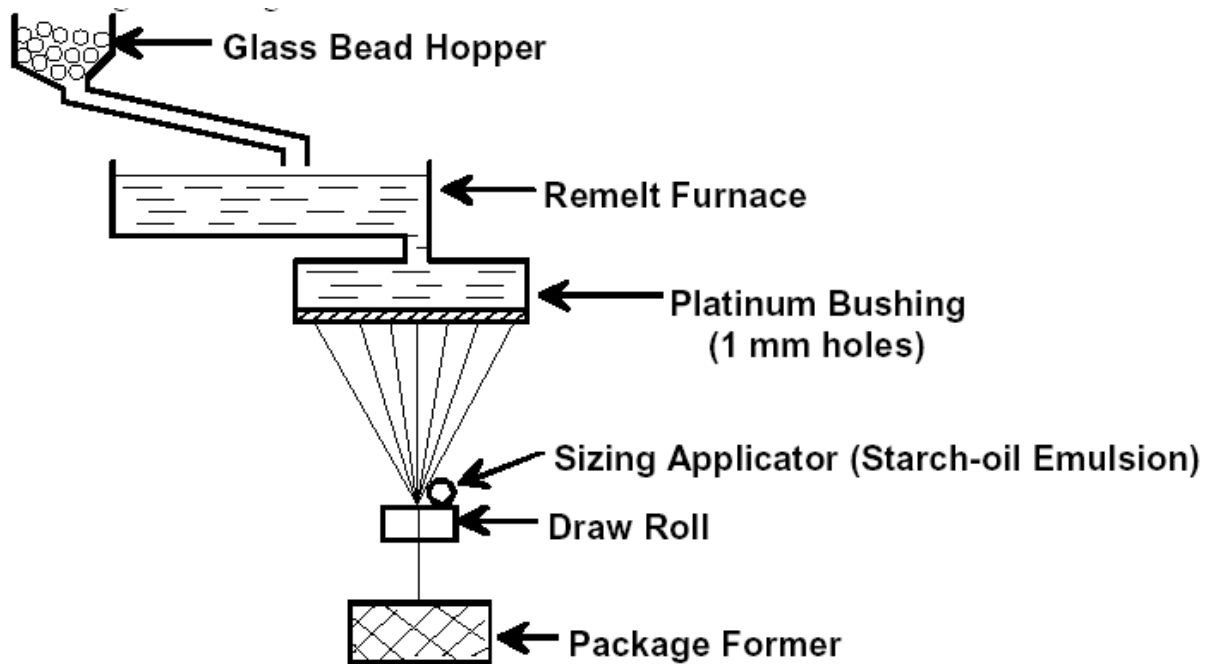 Glass Bead Hopper
Remelt Furnace
Platinum Bushing
(1 mm holes)
Sizing Applicator (Starch-oil Emulsion)
Draw Roll
Package Former